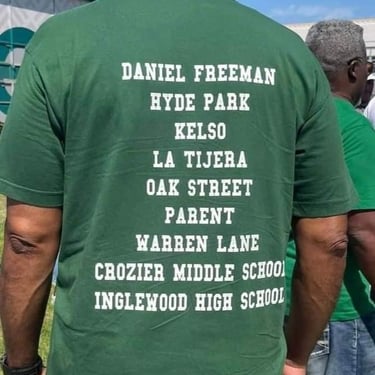 DANIEL FREEMAN
HYDE PARK
KELSO
LA TIJERA
OAK STREET
PARENT
WARREN LANE
CROZIER MIDDLE SCHOOL
INGLEWOOD HIGH SCHOOL